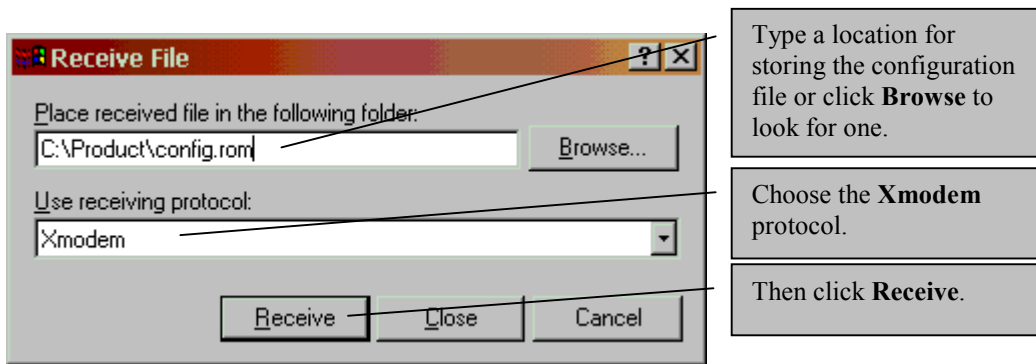 Receive File
Place received file in the following folder:
C:\Product\config.rom
Browse...
Use receiving protocol:
Xmodem
Receive
Close
Cancel
Type a location for
storing the configuration
file or click Browse to
look for one.
Choose the Xmodem
protocol.
Then click Receive.